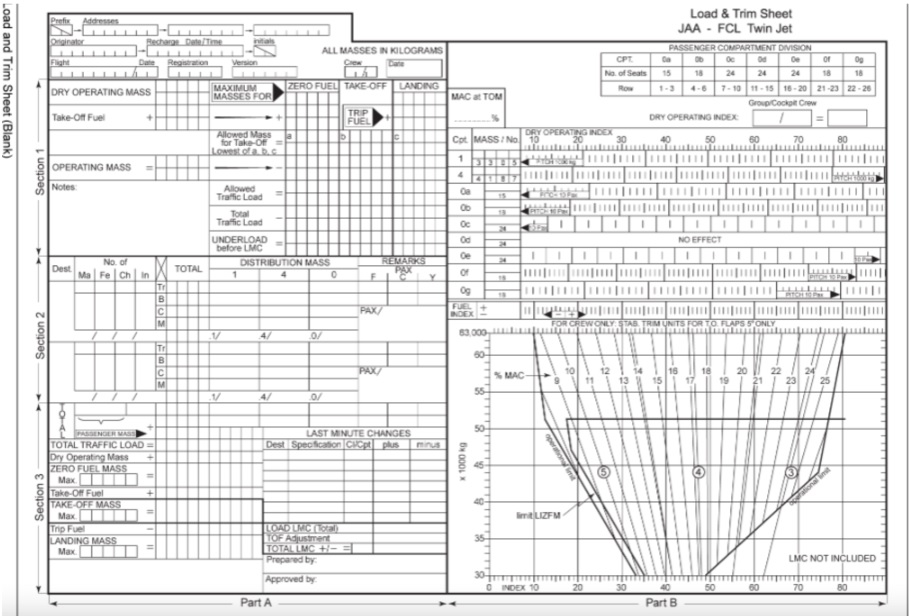 Load and Trim Sheet (Blank)
Load & Trim Sheet
JAA - FCL Twin Jet
Prefix Addresses
Originator Recharge Date/Time Initials
ALL MASSES IN KILOGRAMS
Flight Date Registration Version Crew Date
Section 1
DRY OPERATING MASS
MAXIMUM MASSES FOR
ZERO FUEL TAKE-OFF LANDING
Take-Off Fuel +
TRIP FUEL +
Allowed Mass for Take-Off Lowest of a, b, c =
a b c
OPERATING MASS =
Notes:
Allowed Traffic Load =
Total Traffic Load -
UNDERLOAD before LMC =
Section 2
Dest. No. of
Ma Fe Ch In
TOTAL
DISTRIBUTION MASS
1 4 0
REMARKS
PAX
F C Y
Tr
B
C
M
PAX/
/ / / .1/ .4/ .0/
Tr
B
C
M
PAX/
/ / / .1/ .4/ .0/
Section 3
TOTAL
PASSENGER MASS +
TOTAL TRAFFIC LOAD =
Dry Operating Mass +
ZERO FUEL MASS
Max. =
Take-Off Fuel +
TAKE-OFF MASS
Max. =
Trip Fuel -
LANDING MASS
Max. =
LAST MINUTE CHANGES
Dest Specification Cl/Cpt plus minus
LOAD LMC (Total)
TOF Adjustment
TOTAL LMC +/- =
Prepared by:
Approved by:
Part A
PASSENGER COMPARTMENT DIVISION
CPT. 0a 0b 0c 0d 0e 0f 0g
No. of Seats 15 18 24 24 24 18 18
Row 1 - 3 4 - 6 7 - 10 11 - 15 16 - 20 21 - 23 22 - 26
MAC at TOM
%
Group/Cockpit Crew
DRY OPERATING INDEX: / =
Cpt. MASS / No.
DRY OPERATING INDEX
10 20 30 40 50 60 70 80
1 3305
4 4187 PITCH 1000 kg
0a 15 PITCH 10 Pax
0b 18 PITCH 10 Pax
0c 24 10 Pax
0d 24 NO EFFECT
0e 24 10 Pax
0f 18 PITCH 10 Pax
0g 18 PITCH 10 Pax
FUEL INDEX + - - +
FOR CREW ONLY: STAB. TRIM UNITS FOR T.O. FLAPS 5° ONLY
63,000
60
55
50
45
40
35
30
x 1000 kg
% MAC
10 12 14 16 18 20 22 24
9 11 13 15 17 19 21 23 25
operational limit
5 4 3
operational limit
limit LIZFM
LMC NOT INCLUDED
0 INDEX 10 20 30 40 50 60 70 80
Part B